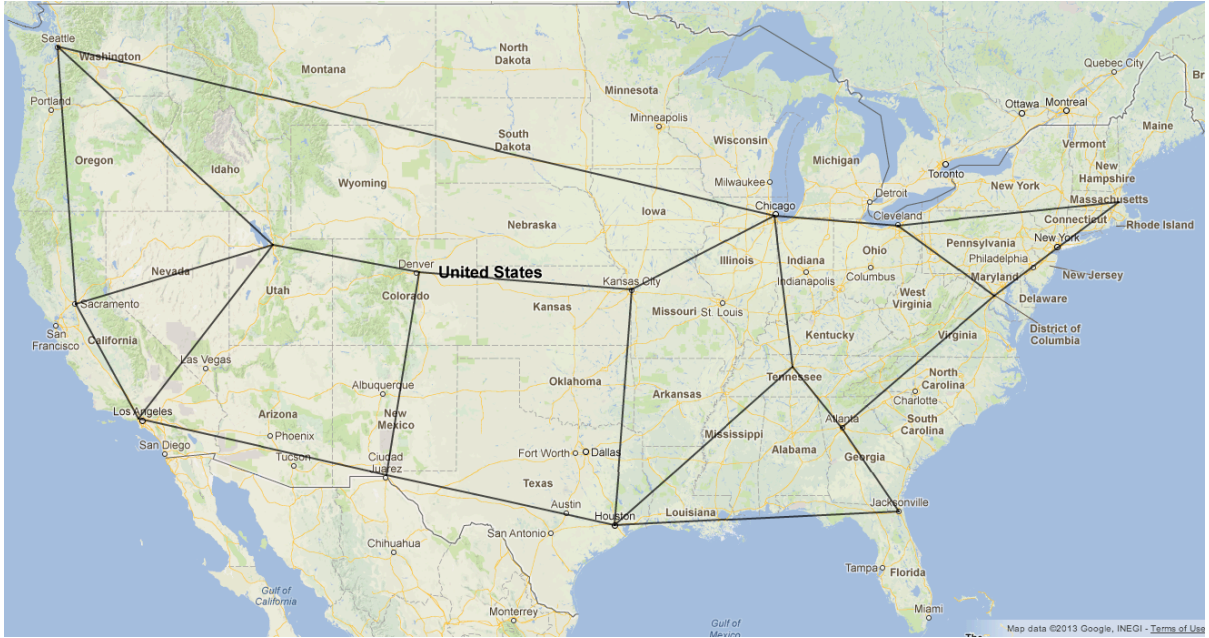 Seattle
Washington
Montana
North
Dakota
Minnesota
Quebec City
Br
Portland
Ottawa
Montreal
Maine
Minneapolis
Oregon
South
Dakota
Wisconsin
Michigan
Vermont
Toronto
New
Hampshire
Idaho
Wyoming
Milwaukee
Detroit
New York
Massachusetts
Iowa
Chicago
Cleveland
Connecticut
Rhode Island
Nebraska
Illinois
Indiana
Ohio
Pennsylvania
New York
Nevada
Denver
United States
Indianapolis
Columbus
Philadelphia
New Jersey
Maryland
Utah
Colorado
Kansas City
Kansas
Missouri
St. Louis
West
Virginia
Delaware
Sacramento
San
Francisco
California
Kentucky
Virginia
District of
Columbia
Las Vegas
Tennessee
Albuquerque
Oklahoma
Arkansas
North
Carolina
Charlotte
Los Angeles
Arizona
New
Mexico
Atlanta
South
Carolina
Phoenix
Mississippi
San Diego
Alabama
Georgia
Tucson
Ciudad
Juarez
Fort Worth
Dallas
Texas
Austin
Houston
Louisiana
Jacksonville
San Antonio
Chihuahua
Tampa
Florida
Gulf of
California
Monterrey
Miami
Gulf of
Mexico
Map data ©2013 Google, INEGI - Terms of Use